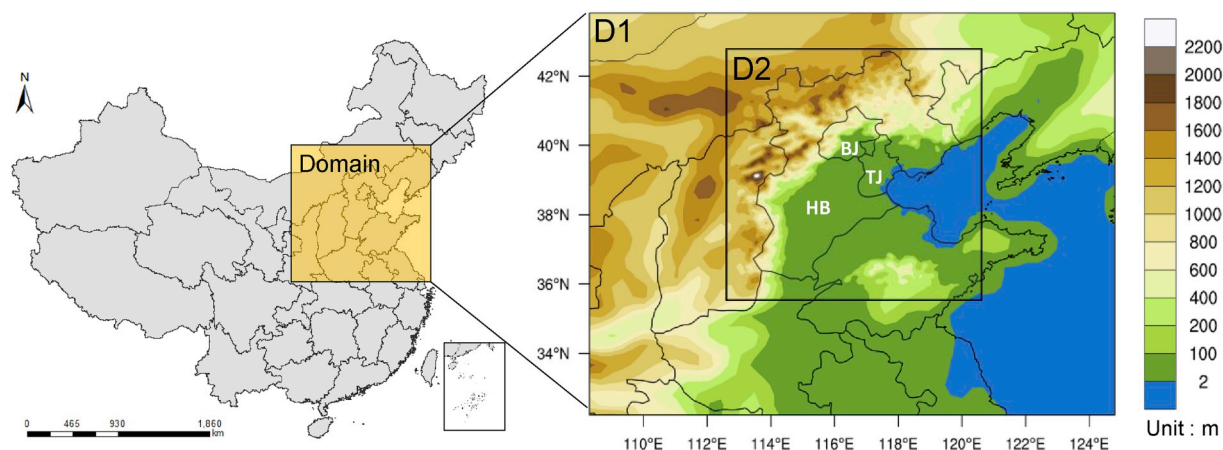 N
Domain
0 465 930 1,860
km
D1
D2
BJ
TJ
HB
42°N
40°N
38°N
36°N
34°N
110°E 112°E 114°E 116°E 118°E 120°E 122°E 124°E
2200
2000
1800
1600
1400
1200
1000
800
600
400
200
100
2
Unit : m